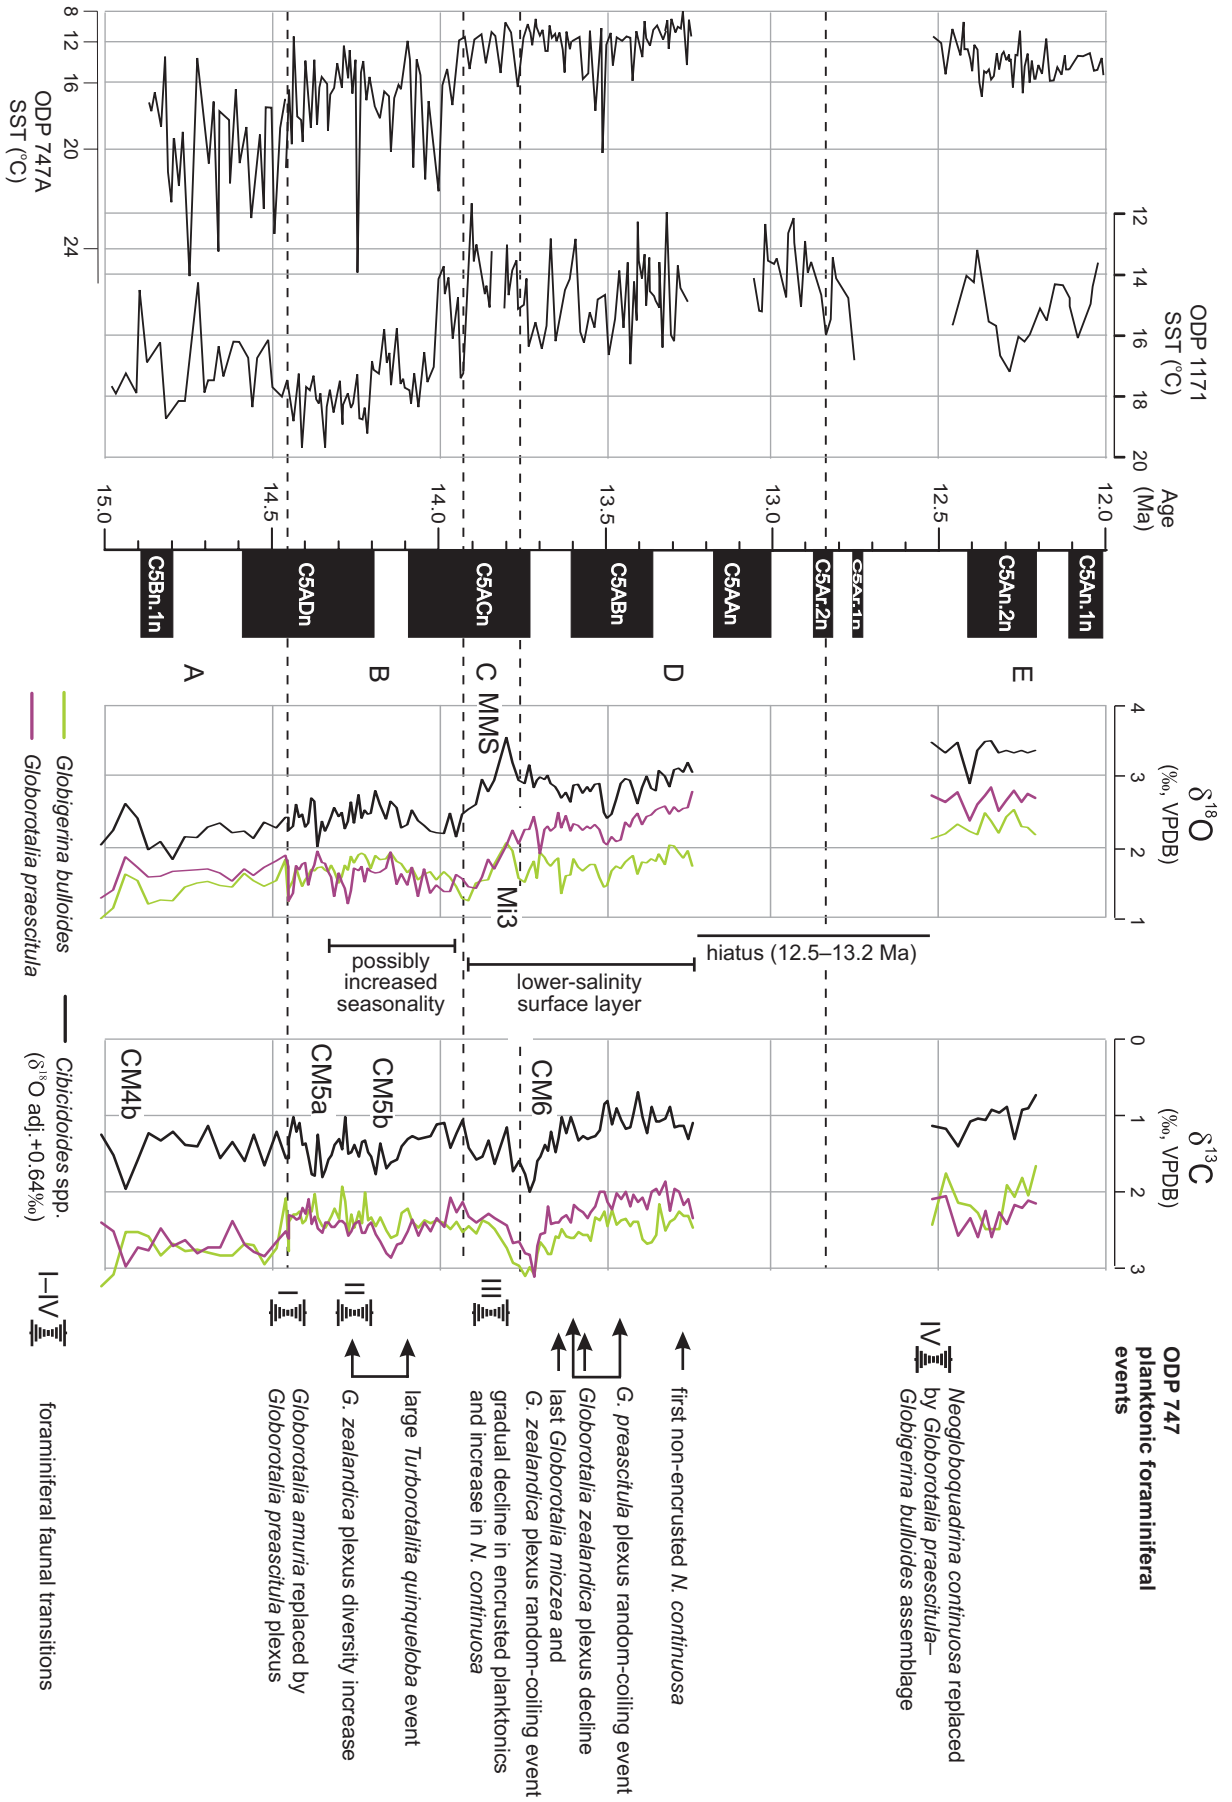 ODP 747A
SST (°C)
8
12
16
20
24
ODP 1171
SST (°C)
12
14
16
18
20
Age
(Ma)
15.0
14.5
14.0
13.5
13.0
12.5
12.0
C5Bn.1n
C5ADn
C5ACn
C5ABn
C5AAn
C5Ar.2n
C5Ar.1n
C5An.2n
C5An.1n
A
B
C
D
E
δ¹⁸O
(‰, VPDB)
4
3
2
1
MMS
Mi3
possibly
increased
seasonality
lower-salinity
surface layer
hiatus (12.5–13.2 Ma)
δ¹³C
(‰, VPDB)
0
1
2
3
CM4b
CM5a
CM5b
CM6
I
II
III
IV
ODP 747
planktonic foraminiferal
events
Neogloboquadrina continuosa replaced
by Globorotalia praescitula–
Globigerina bulloides assemblage
first non-encrusted N. continuosa
G. preascitula plexus random-coiling event
Globorotalia zealandica plexus decline
last Globorotalia miozea and
G. zealandica plexus random-coiling event
gradual decline in encrusted planktonics
and increase in N. continuosa
large Turborotalita quinqueloba event
G. zealandica plexus diversity increase
Globorotalia amuria replaced by
Globorotalia preascitula plexus
Globigerina bulloides
Globorotalia praescitula
Cibicidoides spp.
(δ¹⁸O adj.+0.64‰)
I–IV
foraminiferal faunal transitions